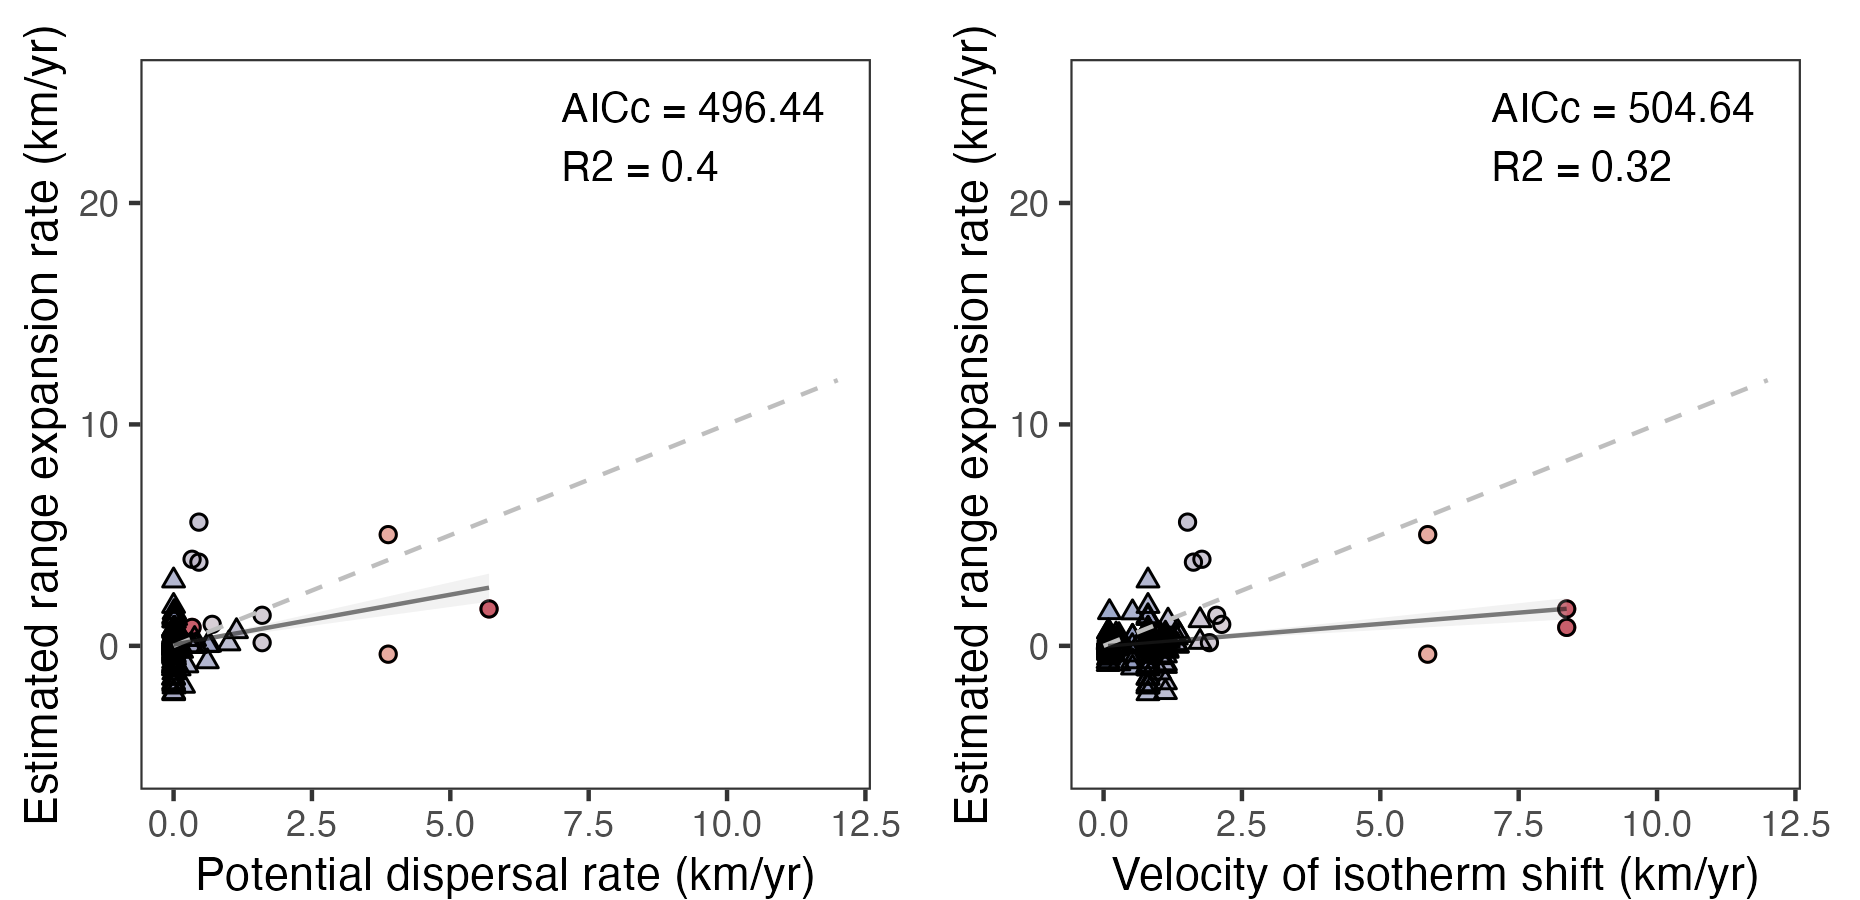 Estimated range expansion rate (km/yr)
AICc = 496.44
R2 = 0.4
20
10
0
0.0 2.5 5.0 7.5 10.0 12.5
Potential dispersal rate (km/yr)
Estimated range expansion rate (km/yr)
AICc = 504.64
R2 = 0.32
20
10
0
0.0 2.5 5.0 7.5 10.0 12.5
Velocity of isotherm shift (km/yr)